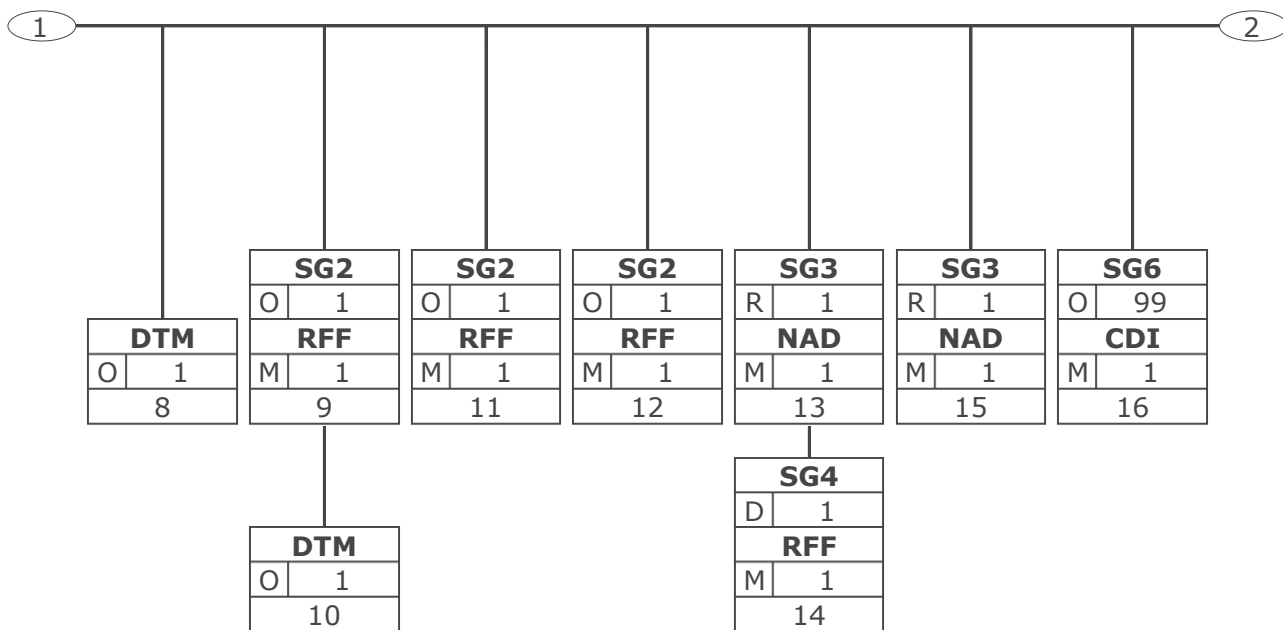 1 2
SG2 SG2 SG2 SG3 SG3 SG6
O 1 O 1 O 1 R 1 R 1 O 99
DTM RFF RFF RFF NAD NAD CDI
O 1 M 1 M 1 M 1 M 1 M 1 M 1
8 9 11 12 13 15 16
SG4
D 1
DTM RFF
O 1 M 1
10 14